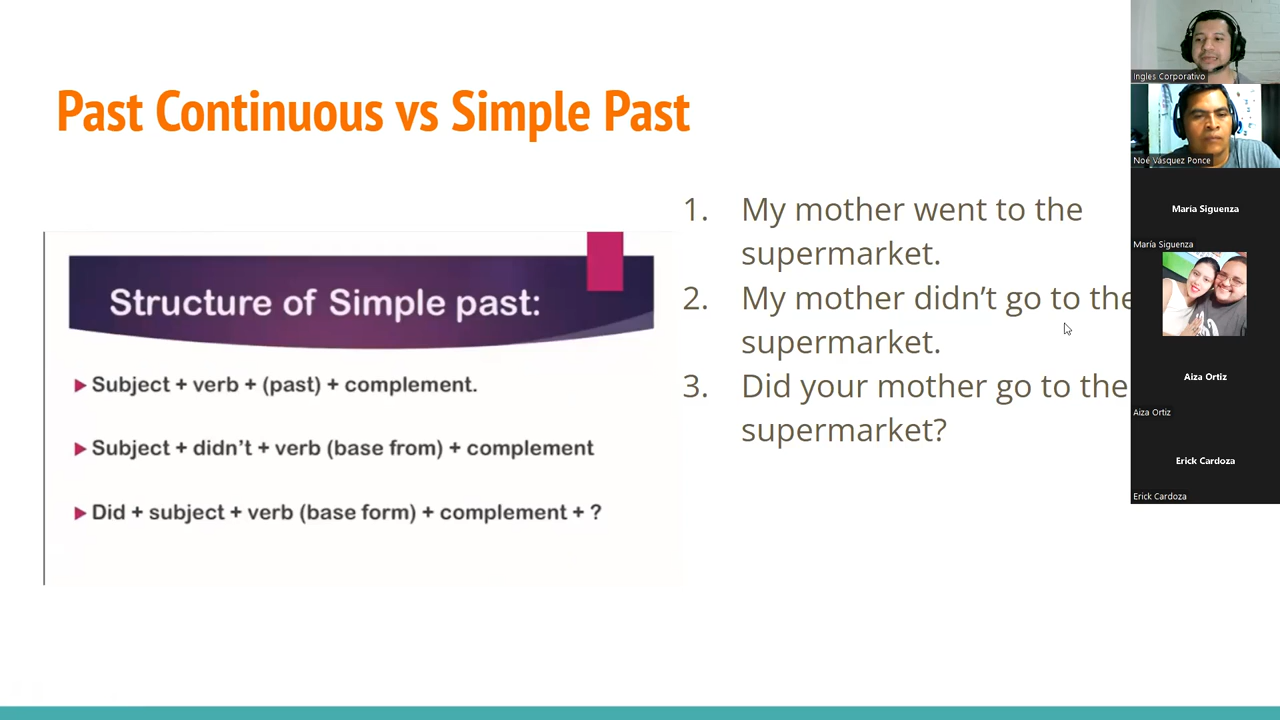 Past Continuous vs Simple Past
Structure of Simple past:
Subject + verb + (past) + complement.
Subject + didn't + verb (base from) + complement
Did + subject + verb (base form) + complement + ?
1. My mother went to the
supermarket.
2. My mother didn’t go to the
supermarket.
3. Did your mother go to the
supermarket?
Ingles Corporativo
Noé Vásquez Ponce
Maria Siguenza
María Siguenza
Aiza Ortiz
Aiza Ortiz
Erick Cardoza
Erick Cardoza